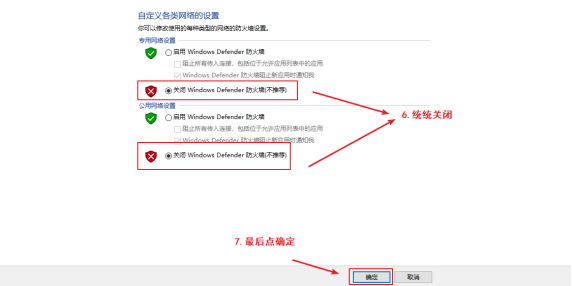 自定义各类网络的设置
你可以修改使用的每种类型的网络的防火墙设置。
专用网络设置
启用 Windows Defender 防火墙
阻止所有传入连接，包括位于允许应用列表中的应用
Windows Defender 防火墙阻止新应用时通知我
关闭 Windows Defender 防火墙(不推荐)
6. 统统关闭
公用网络设置
启用 Windows Defender 防火墙
阻止所有传入连接，包括位于允许应用列表中的应用
Windows Defender 防火墙阻止新应用时通知我
关闭 Windows Defender 防火墙(不推荐)
7. 最后点确定
确定
取消